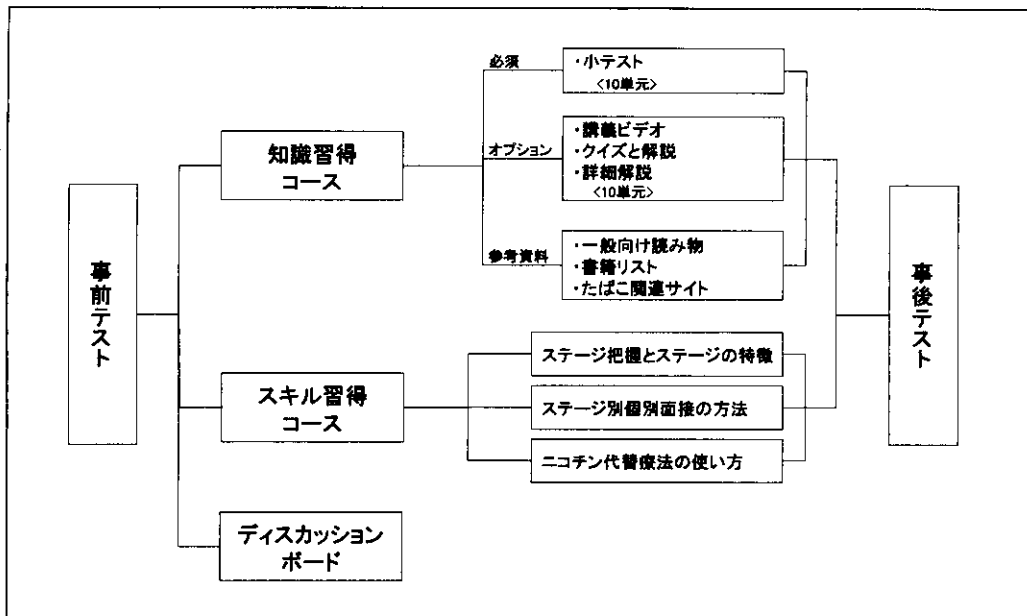 事前テスト
知識習得
コース
必須
・小テスト
<10単元>
オプション
・講義ビデオ
・クイズと解説
・詳細解説
<10単元>
参考資料
・一般向け読み物
・書籍リスト
・たばこ関連サイト
スキル習得
コース
ステージ把握とステージの特徴
ステージ別個別面接の方法
ニコチン代替療法の使い方
ディスカッション
ボード
事後テスト